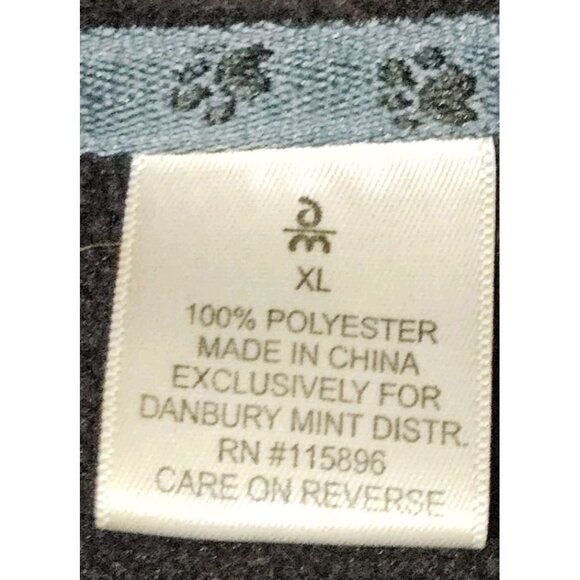 XL
100% POLYESTER
MADE IN CHINA
EXCLUSIVELY FOR
DANBURY MINT DISTR.
RN #115896
CARE ON REVERSE